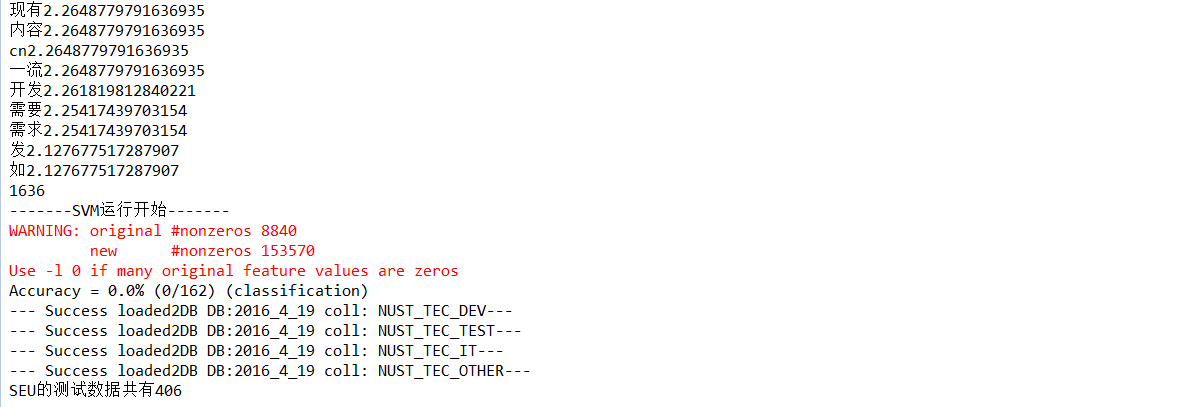 现有2.2648779791636935
内容2.2648779791636935
cn2.2648779791636935
一流2.2648779791636935
开发2.261819812840221
需要2.25417439703154
需求2.25417439703154
发2.127677517287907
如2.127677517287907
1636
-------SVM运行开始-------
WARNING: original #nonzeros 8840
         new      #nonzeros 153570
Use -l 0 if many original feature values are zeros
Accuracy = 0.0% (0/162) (classification)
--- Success loaded2DB DB:2016_4_19 coll: NUST_TEC_DEV---
--- Success loaded2DB DB:2016_4_19 coll: NUST_TEC_TEST---
--- Success loaded2DB DB:2016_4_19 coll: NUST_TEC_IT---
--- Success loaded2DB DB:2016_4_19 coll: NUST_TEC_OTHER---
SEU的测试数据共有406